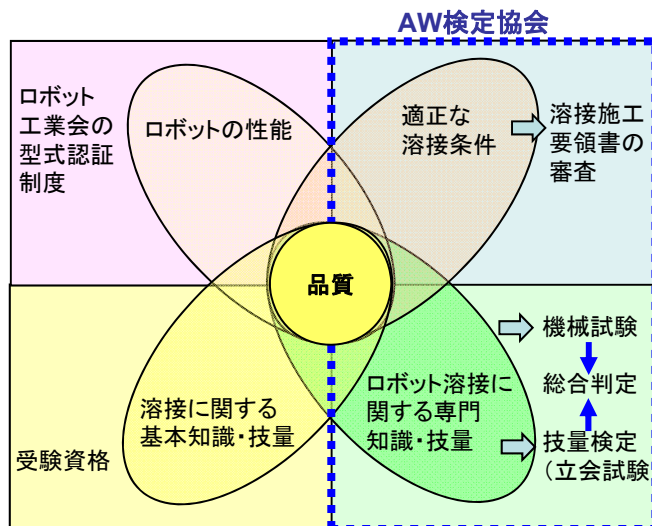 AW検定協会
ロボット
工業会の
型式認証
制度
ロボットの性能
適正な
溶接条件
溶接施工
要領書の
審査
品質
溶接に関する
基本知識・技量
受験資格
ロボット溶接に
関する専門
知識・技量
機械試験
総合判定
技量検定
(立会試験